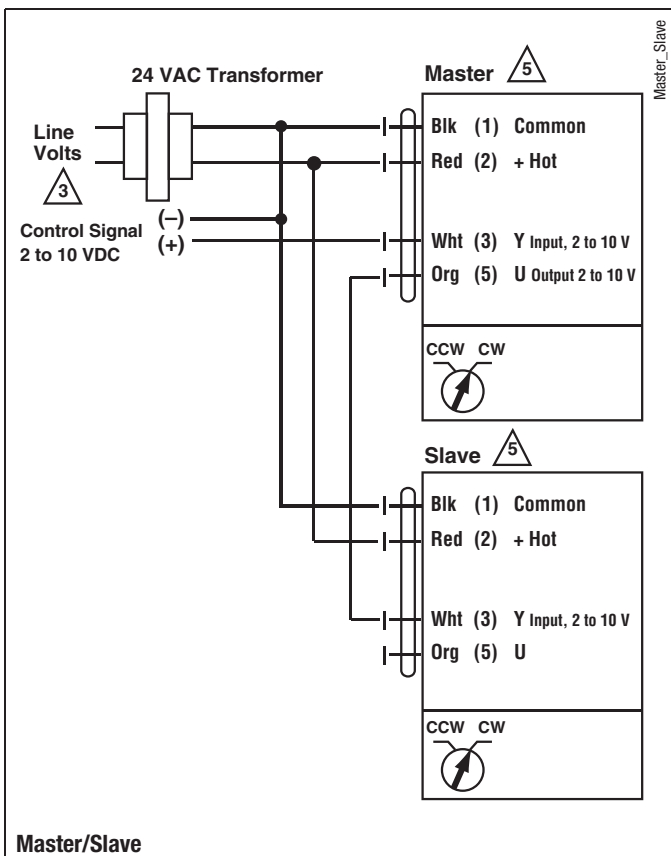 Master_Slave
24 VAC Transformer
Line
Volts
3
Control Signal
2 to 10 VDC
(–)
(+)
Master 5
Blk (1) Common
Red (2) + Hot
Wht (3) Y Input, 2 to 10 V
Org (5) U Output 2 to 10 V
CCW CW
Slave 5
Blk (1) Common
Red (2) + Hot
Wht (3) Y Input, 2 to 10 V
Org (5) U
CCW CW
Master/Slave